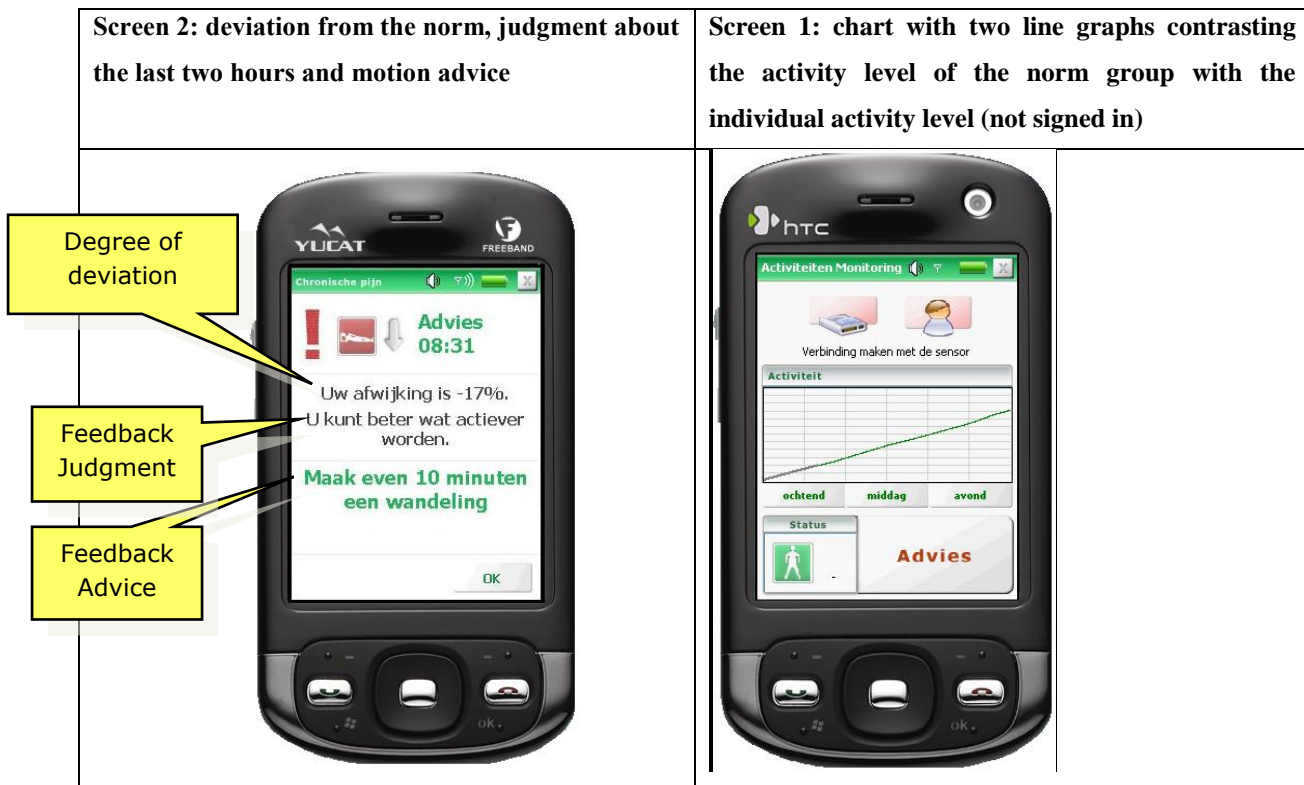 Screen 2: deviation from the norm, judgment about
the last two hours and motion advice
Screen 1: chart with two line graphs contrasting
the activity level of the norm group with the
individual activity level (not signed in)
Degree of
deviation
Feedback
Judgment
Feedback
Advice
YUCAT
FREEBAND
Chronische pijn
Advies
08:31
Uw afwijking is -17%.
U kunt beter wat actiever
worden.
Maak even 10 minuten
een wandeling
OK
ok
hTC
Activiteiten Monitoring
Verbinding maken met de sensor
Activiteit
ochtend middag avond
Status
-
Advies
ok